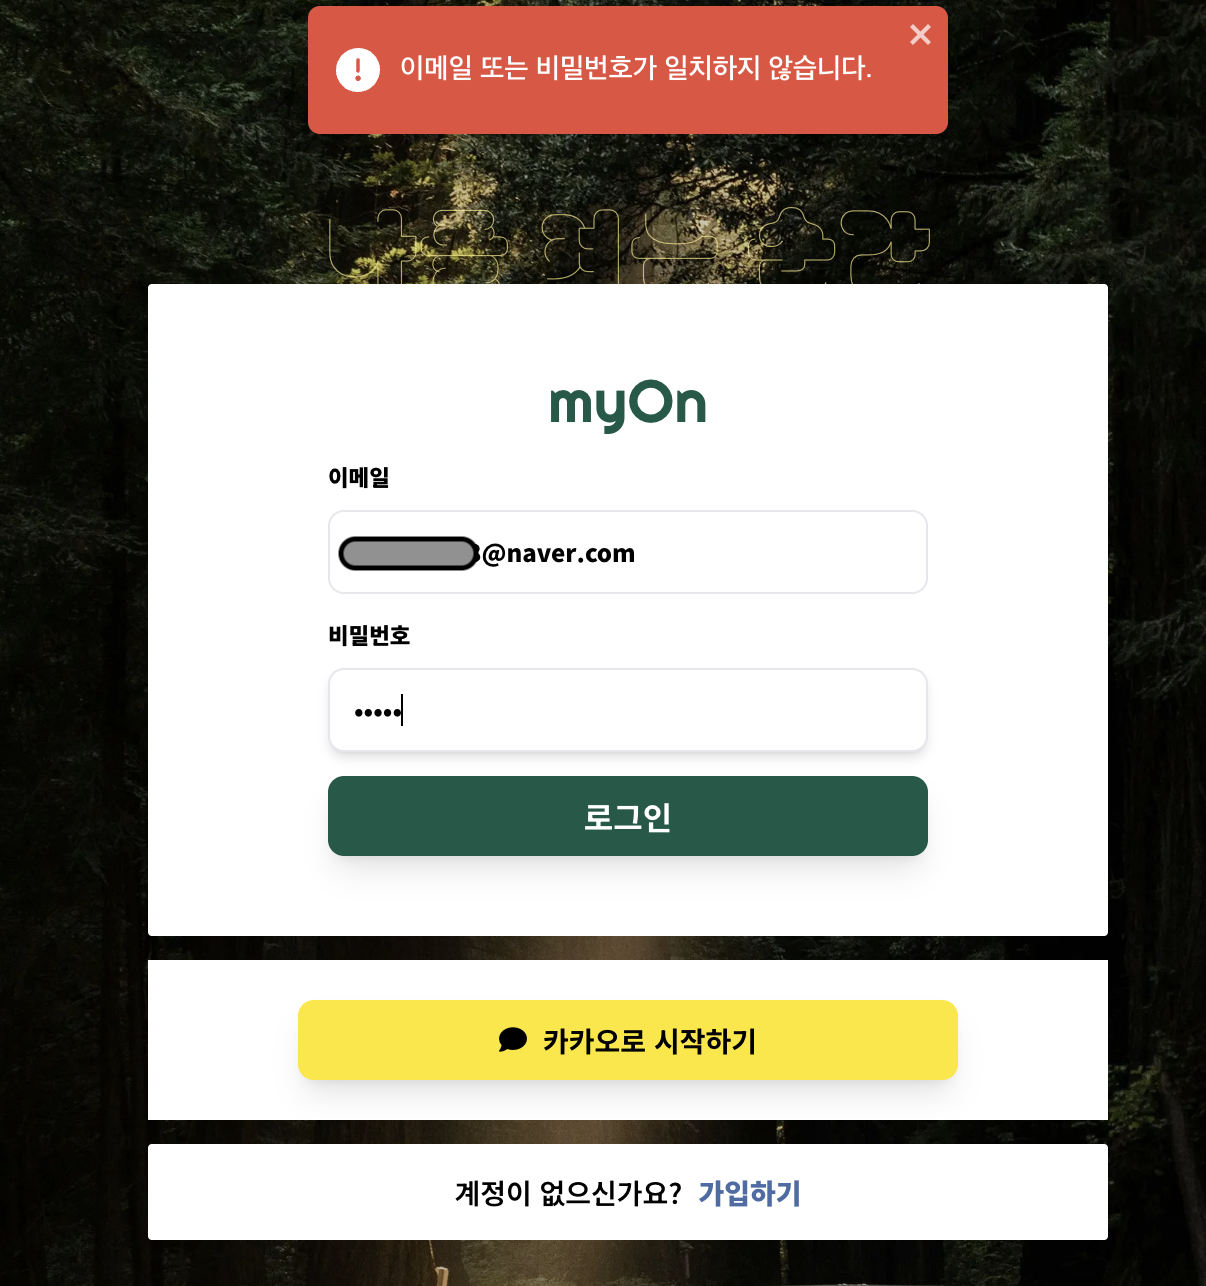 이메일 또는 비밀번호가 일치하지 않습니다.
myOn
이메일
@naver.com
비밀번호
로그인
카카오로 시작하기
계정이 없으신가요? 가입하기